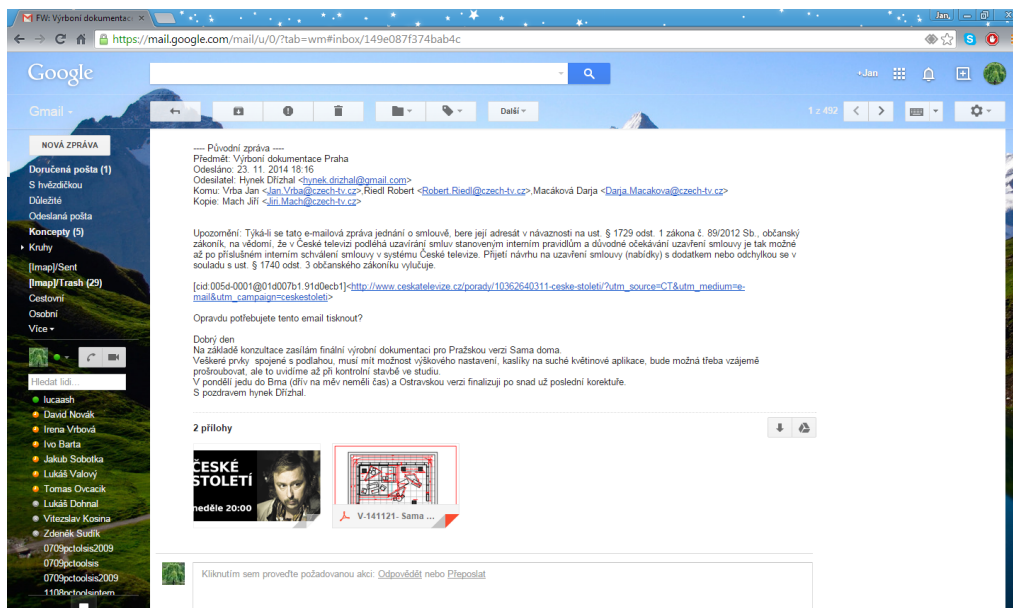 FW: Výrboní dokumentac
Jan,
https://mail.google.com/mail/u/0/?tab=wm#inbox/149e087f374bab4c
Google
+Jan
Gmail
Další
1 z 492
NOVÁ ZPRÁVA
Doručená pošta (1)
S hvězdičkou
Důležité
Odeslaná pošta
Koncepty (5)
Kruhy
[Imap]/Sent
[Imap]/Trash (29)
Cestovní
Osobní
Více
Hledat lidi...
lucaash
David Novák
Irena Vrbová
Ivo Barta
Jakub Sobotka
Lukáš Valový
Tomas Ovcacik
Lukáš Dohnal
Vitezslav Kosina
Zdeněk Sudík
0709pctolsis2009
0709pctoolsis
0709pctoolsis2009
1108pctoolsintern
---- Původní zpráva ----
Předmět: Výrboní dokumentace Praha
Odesláno: 23. 11. 2014 18:16
Odesilatel: Hynek Dřízhal <hynek.drizhal@gmail.com>
Komu: Vrba Jan <Jan.Vrba@czech-tv.cz>,Riedl Robert <Robert.Riedl@czech-tv.cz>,Macáková Darja <Darja.Macakova@czech-tv.cz>
Kopie: Mach Jiří <Jiri.Mach@czech-tv.cz>
Upozornění: Týká-li se tato e-mailová zpráva jednání o smlouvě, bere její adresát v návaznosti na ust. § 1729 odst. 1 zákona č. 89/2012 Sb., občanský
zákoník, na vědomí, že v České televizi podléhá uzavírání smluv stanoveným interním pravidlům a důvodné očekávání uzavření smlouvy je tak možné
až po příslušném interním schválení smlouvy v systému České televize. Přijetí návrhu na uzavření smlouvy (nabídky) s dodatkem nebo odchylkou se v
souladu s ust. § 1740 odst. 3 občanského zákoníku vylučuje.
[cid:005d-0001@01d007b1.91d0ecb1]<http://www.ceskatelevize.cz/porady/10362640311-ceske-stoleti/?utm_source=CT&utm_medium=e-
mail&utm_campaign=ceskestoleti>
Opravdu potřebujete tento email tisknout?
Dobrý den
Na základě konzultace zasílám finální výrobní dokumentaci pro Pražskou verzi Sama doma.
Veškeré prvky spojené s podlahou, musí mít možnost výškového nastavení, kaslíky na suché květinové aplikace, bude možná třeba vzájemě
prošroubovat, ale to uvidíme až při kontrolní stavbě ve studiu.
V pondělí jedu do Brna (dřív na měv neměli čas) a Ostravskou verzi finalizuji po snad už poslední korektuře.
S pozdravem hynek Dřízhal.
2 přílohy
ČESKÉ
STOLETÍ
neděle 20:00
V-141121- Sama ...
Kliknutím sem proveďte požadovanou akci: Odpovědět nebo Přeposlat